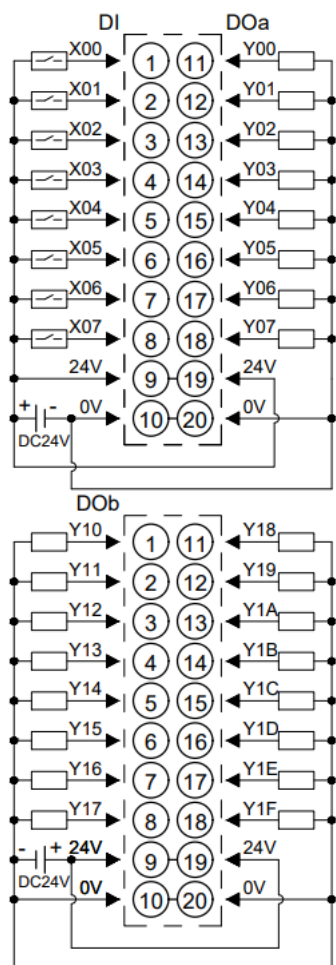 DI DOa
X00 1 11 Y00
X01 2 12 Y01
X02 3 13 Y02
X03 4 14 Y03
X04 5 15 Y04
X05 6 16 Y05
X06 7 17 Y06
X07 8 18 Y07
24V 9 19 24V
+ - 0V 10 20 0V
DC24V
DOb
Y10 1 11 Y18
Y11 2 12 Y19
Y12 3 13 Y1A
Y13 4 14 Y1B
Y14 5 15 Y1C
Y15 6 16 Y1D
Y16 7 17 Y1E
Y17 8 18 Y1F
- + 24V 9 19 24V
DC24V
0V 10 20 0V